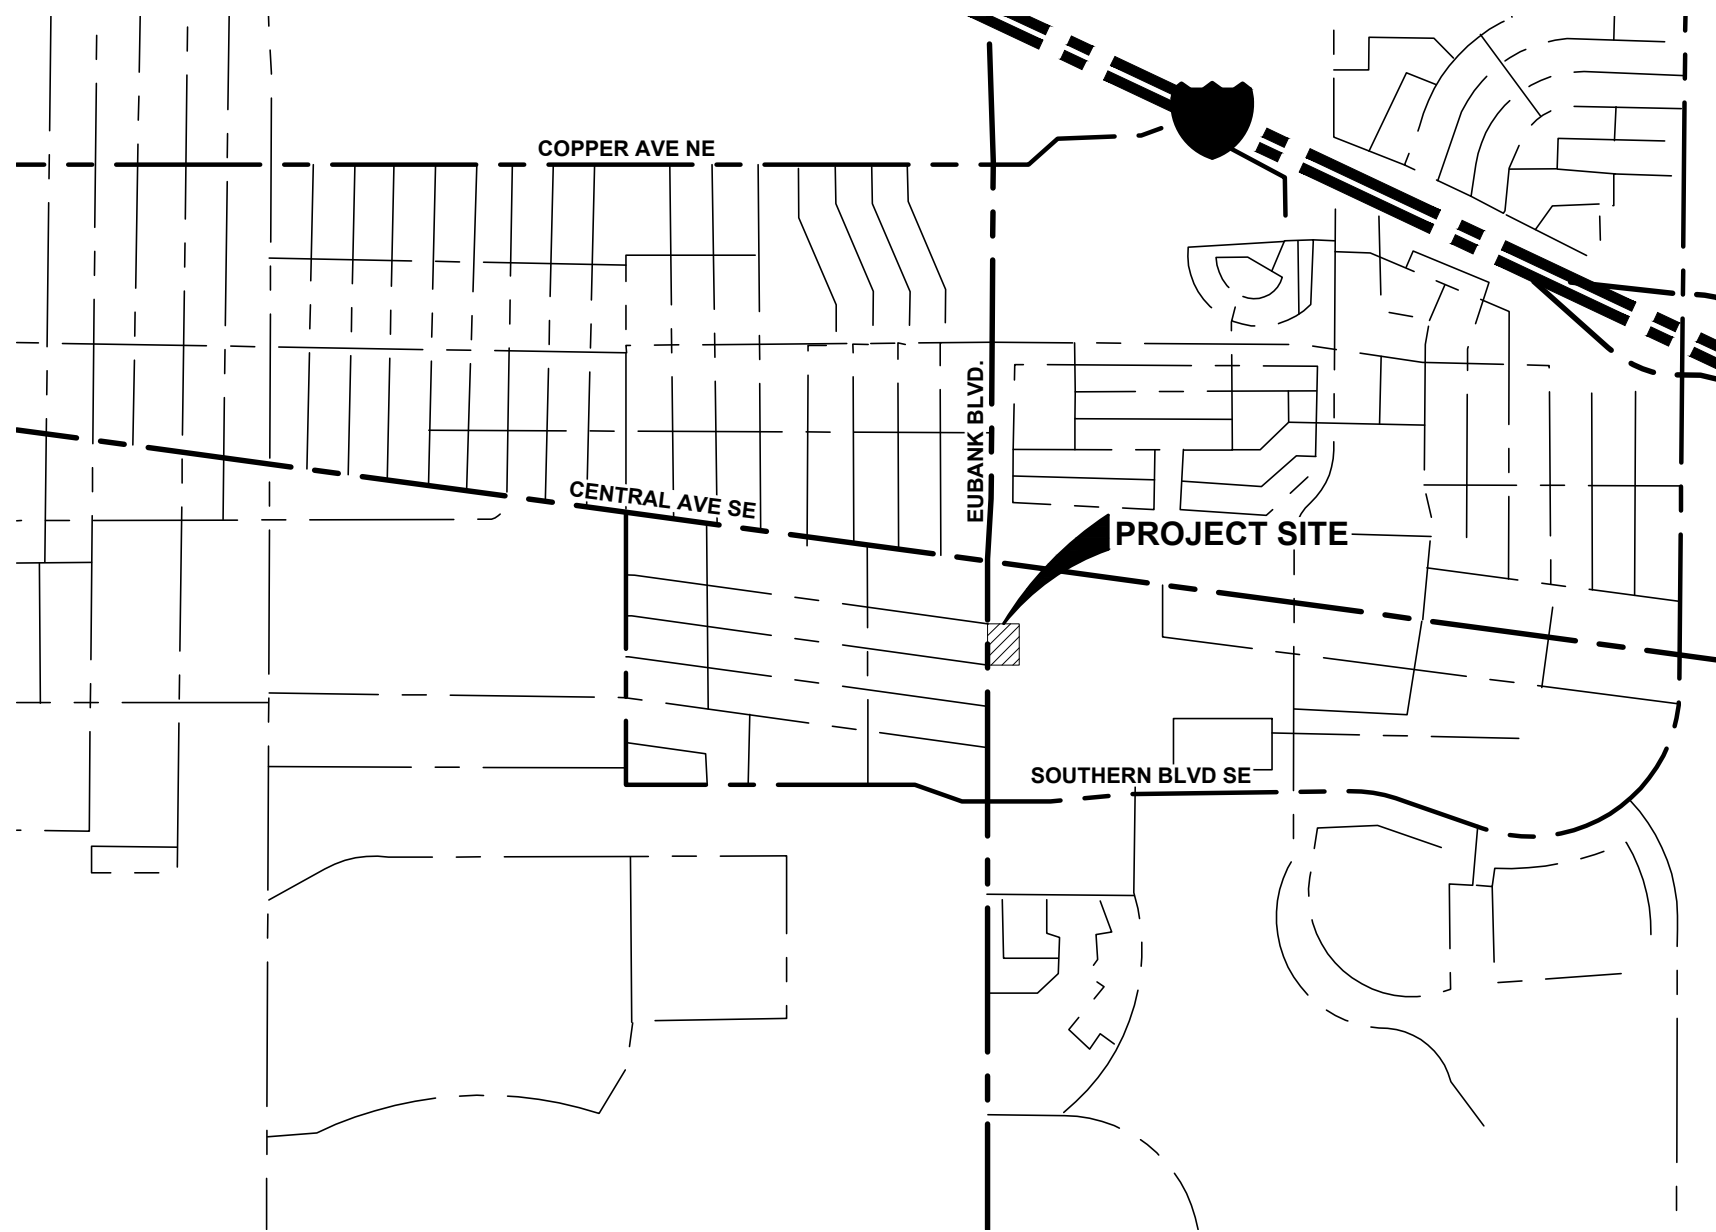 COPPER AVE NE
EUBANK BLVD.
CENTRAL AVE SE
PROJECT SITE
SOUTHERN BLVD SE